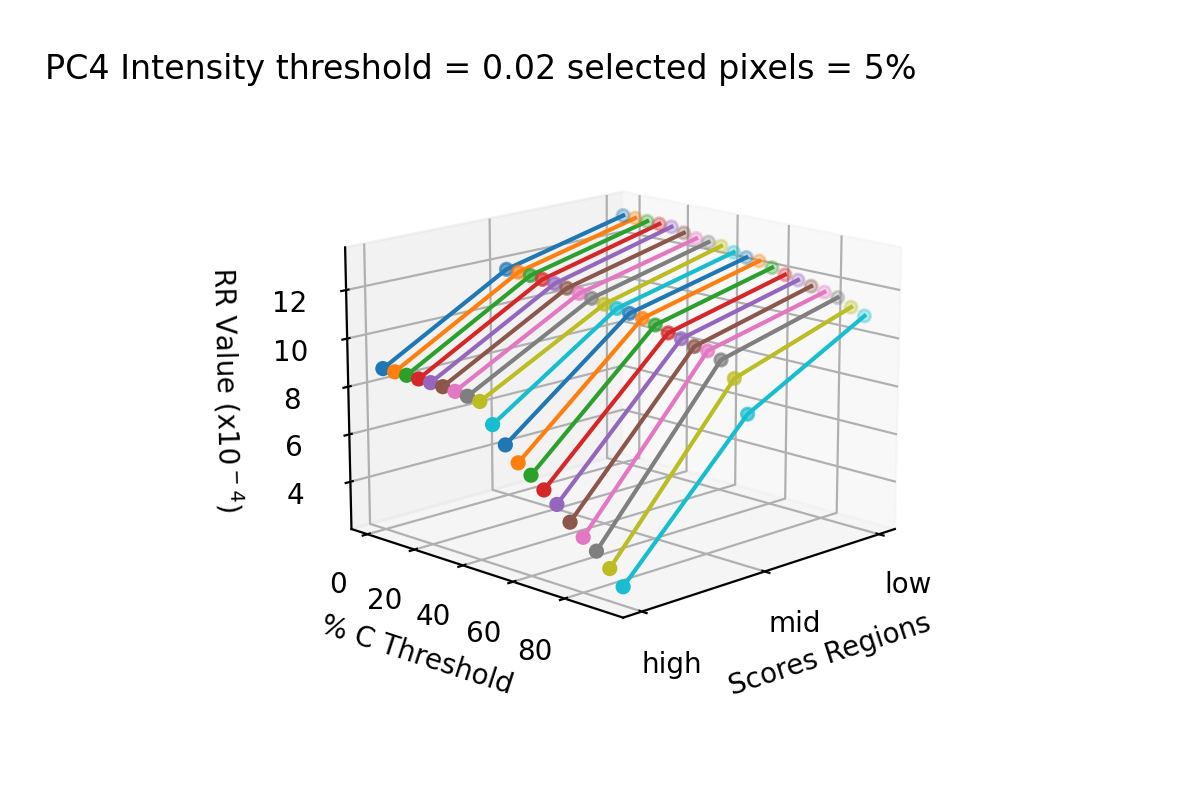 PC4 Intensity threshold = 0.02 selected pixels = 5%
RR Value (x10⁻⁴)
12
10
8
6
4
0
20
40
60
80
% C Threshold
high
mid
low
Scores Regions